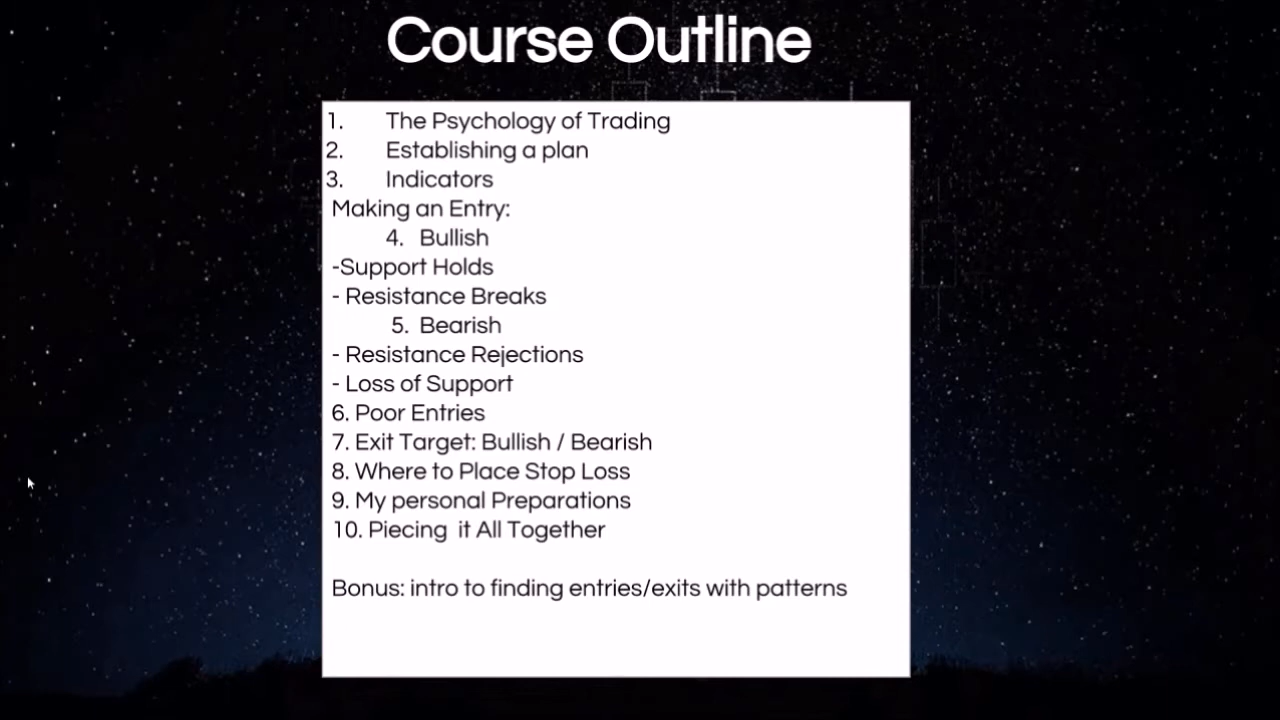 Course Outline
1. The Psychology of Trading
2. Establishing a plan
3. Indicators
Making an Entry:
4. Bullish
-Support Holds
- Resistance Breaks
5. Bearish
- Resistance Rejections
- Loss of Support
6. Poor Entries
7. Exit Target: Bullish / Bearish
8. Where to Place Stop Loss
9. My personal Preparations
10. Piecing  it All Together
Bonus: intro to finding entries/exits with patterns